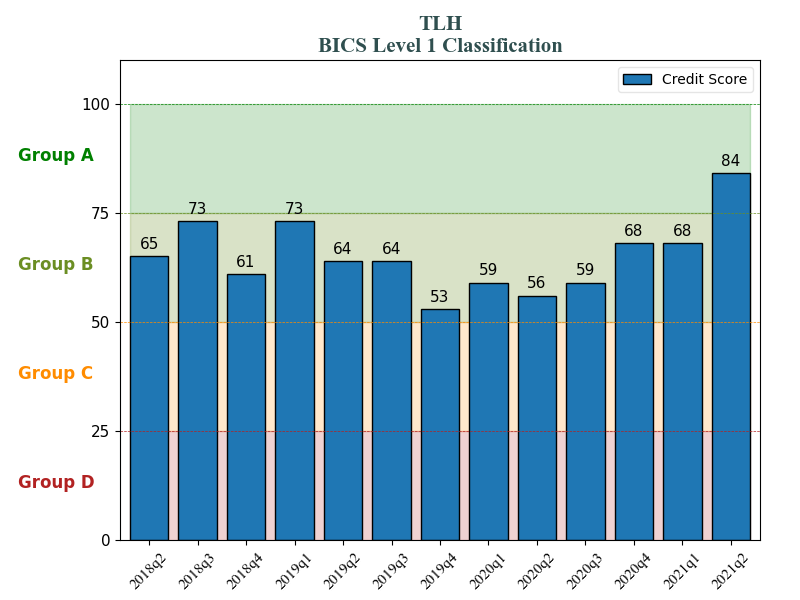 TLH
BICS Level 1 Classification
Credit Score
100
Group A
84
75
73
73
68
68
65
64
64
61
Group B
59
59
56
53
50
Group C
25
Group D
0
2018q2
2018q3
2018q4
2019q1
2019q2
2019q3
2019q4
2020q1
2020q2
2020q3
2020q4
2021q1
2021q2